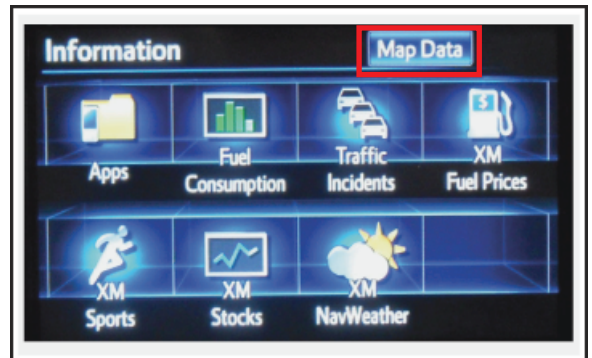 Information
Map Data
$
Apps
Fuel
Consumption
Traffic
Incidents
XM
Fuel Prices
XM
Sports
XM
Stocks
XM
NavWeather